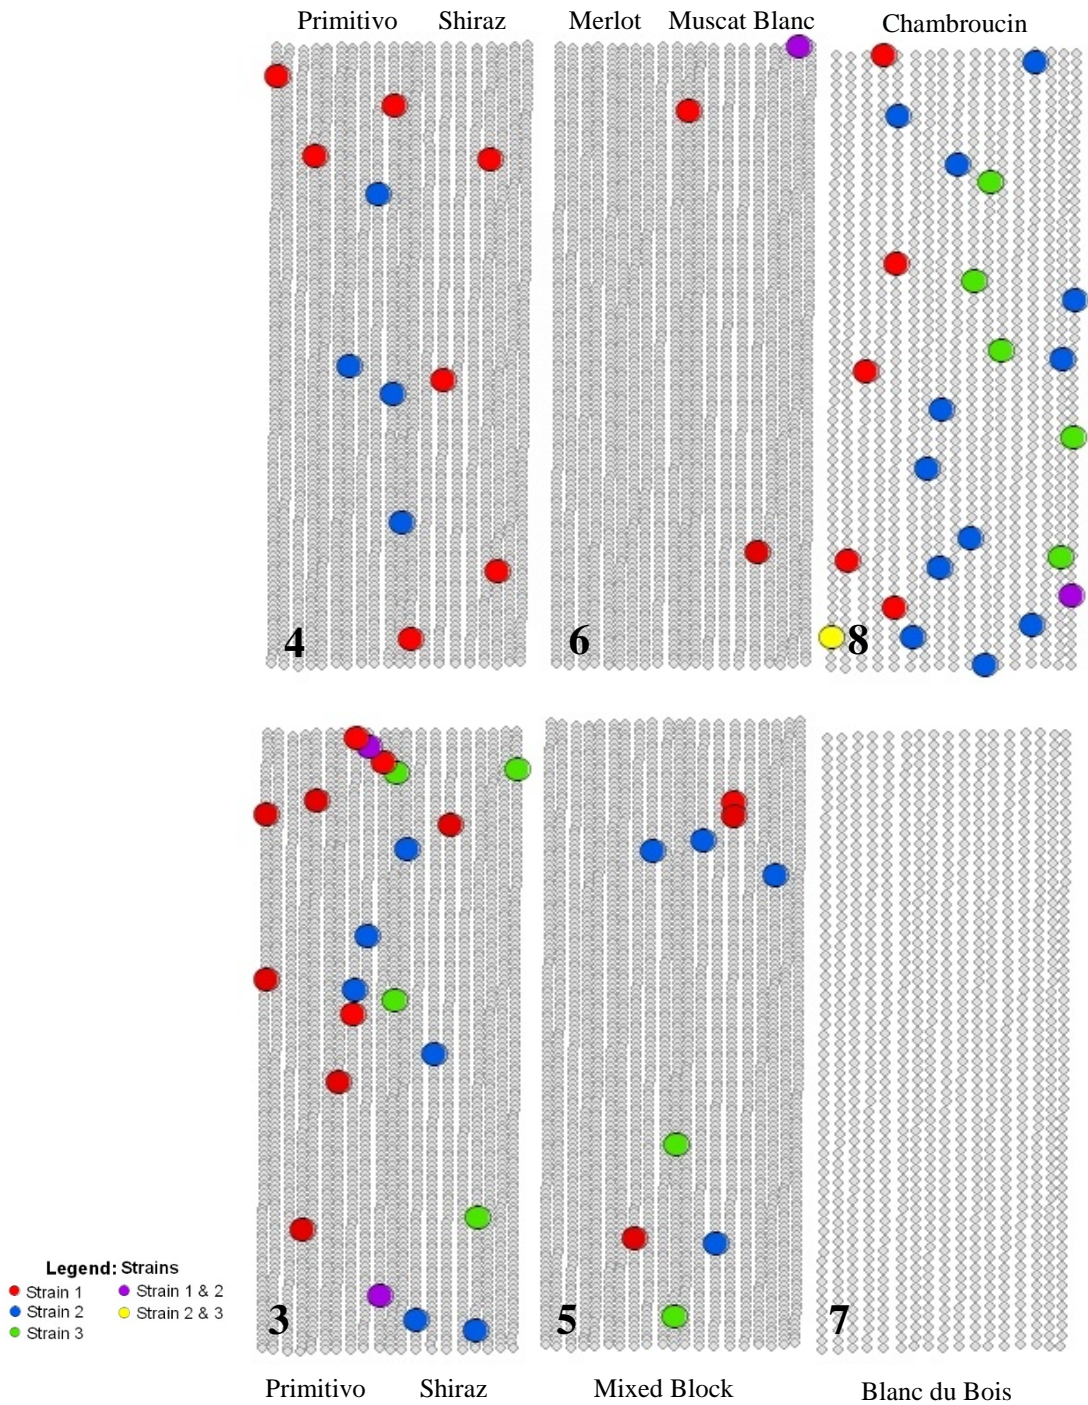 Primitivo Shiraz Merlot Muscat Blanc Chambroucin
4 6 8
Legend: Strains
Strain 1 Strain 1 & 2
Strain 2 Strain 2 & 3
Strain 3
3 5 7
Primitivo Shiraz Mixed Block Blanc du Bois